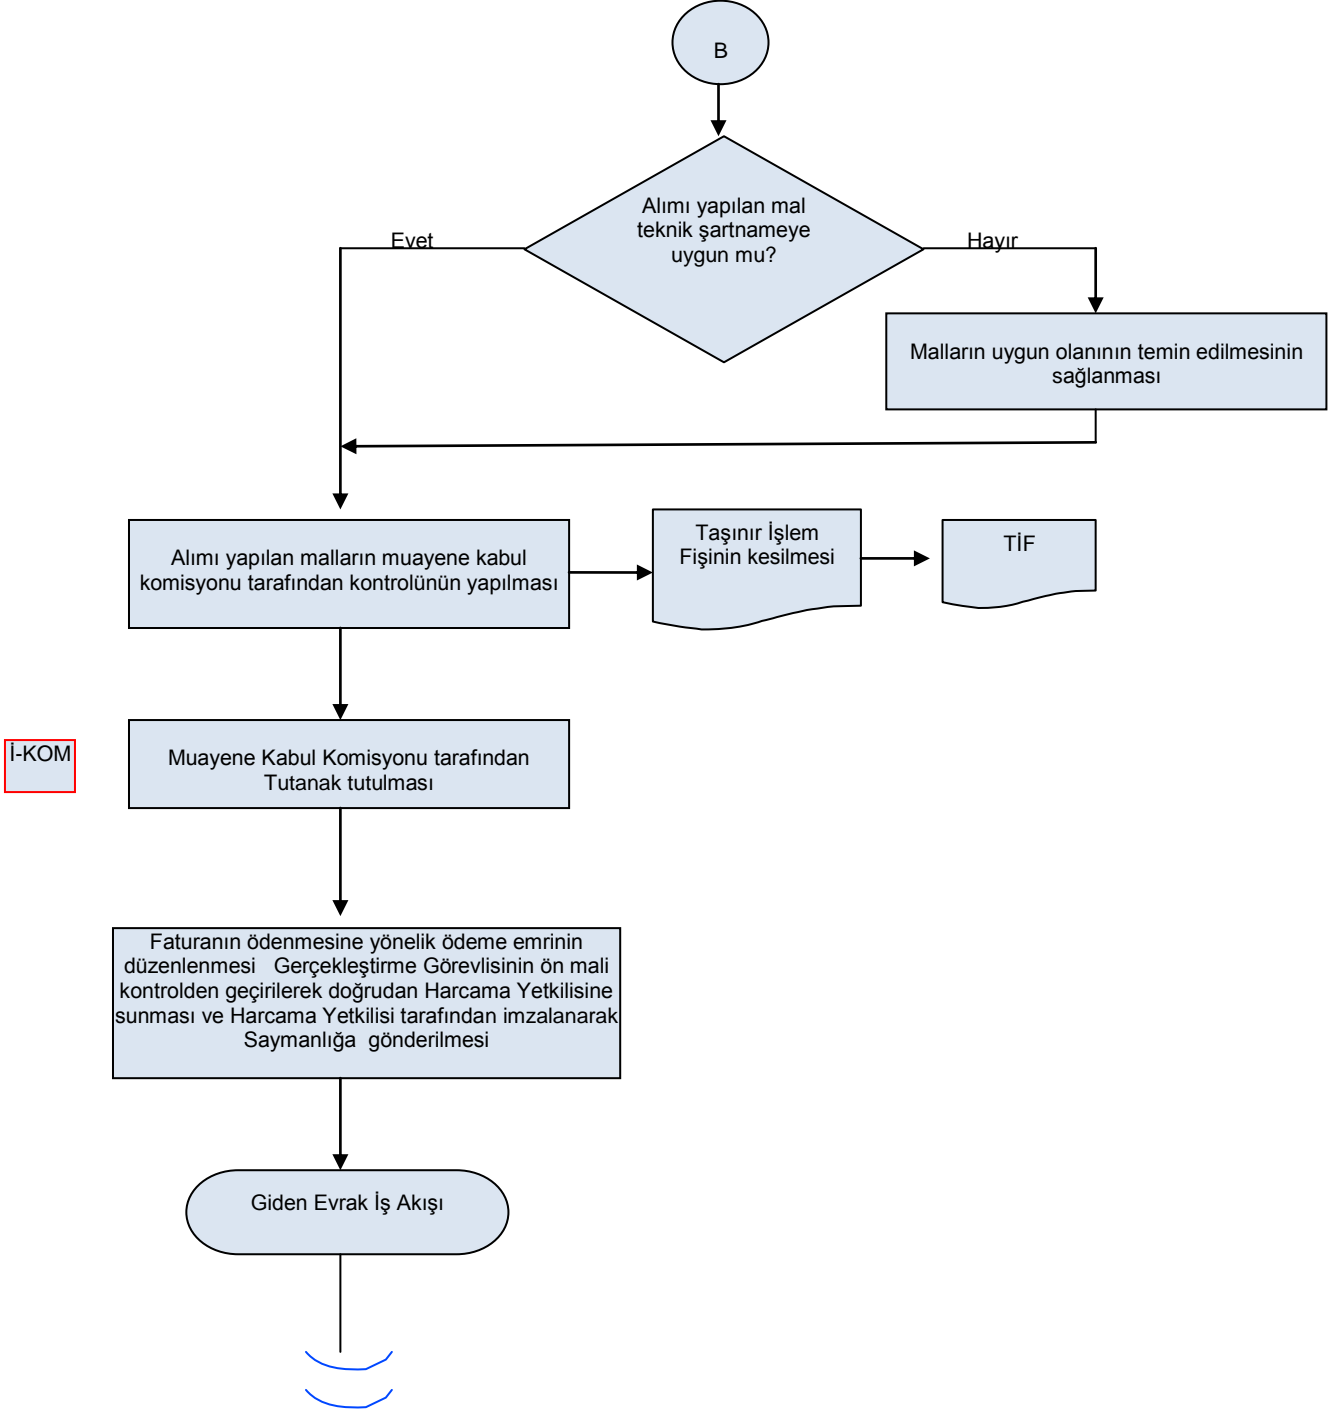 B
Alımı yapılan mal
teknik şartnameye
uygun mu?
Evet
Hayır
Malların uygun olanının temin edilmesinin
sağlanması
Alımı yapılan malların muayene kabul
komisyonu tarafından kontrolünün yapılması
Taşınır İşlem
Fişinin kesilmesi
TİF
İ-KOM
Muayene Kabul Komisyonu tarafından
Tutanak tutulması
Faturanın ödenmesine yönelik ödeme emrinin
düzenlenmesi Gerçekleştirme Görevlisinin ön mali
kontrolden geçirilerek doğrudan Harcama Yetkilisine
sunması ve Harcama Yetkilisi tarafından imzalanarak
Saymanlığa gönderilmesi
Giden Evrak İş Akışı